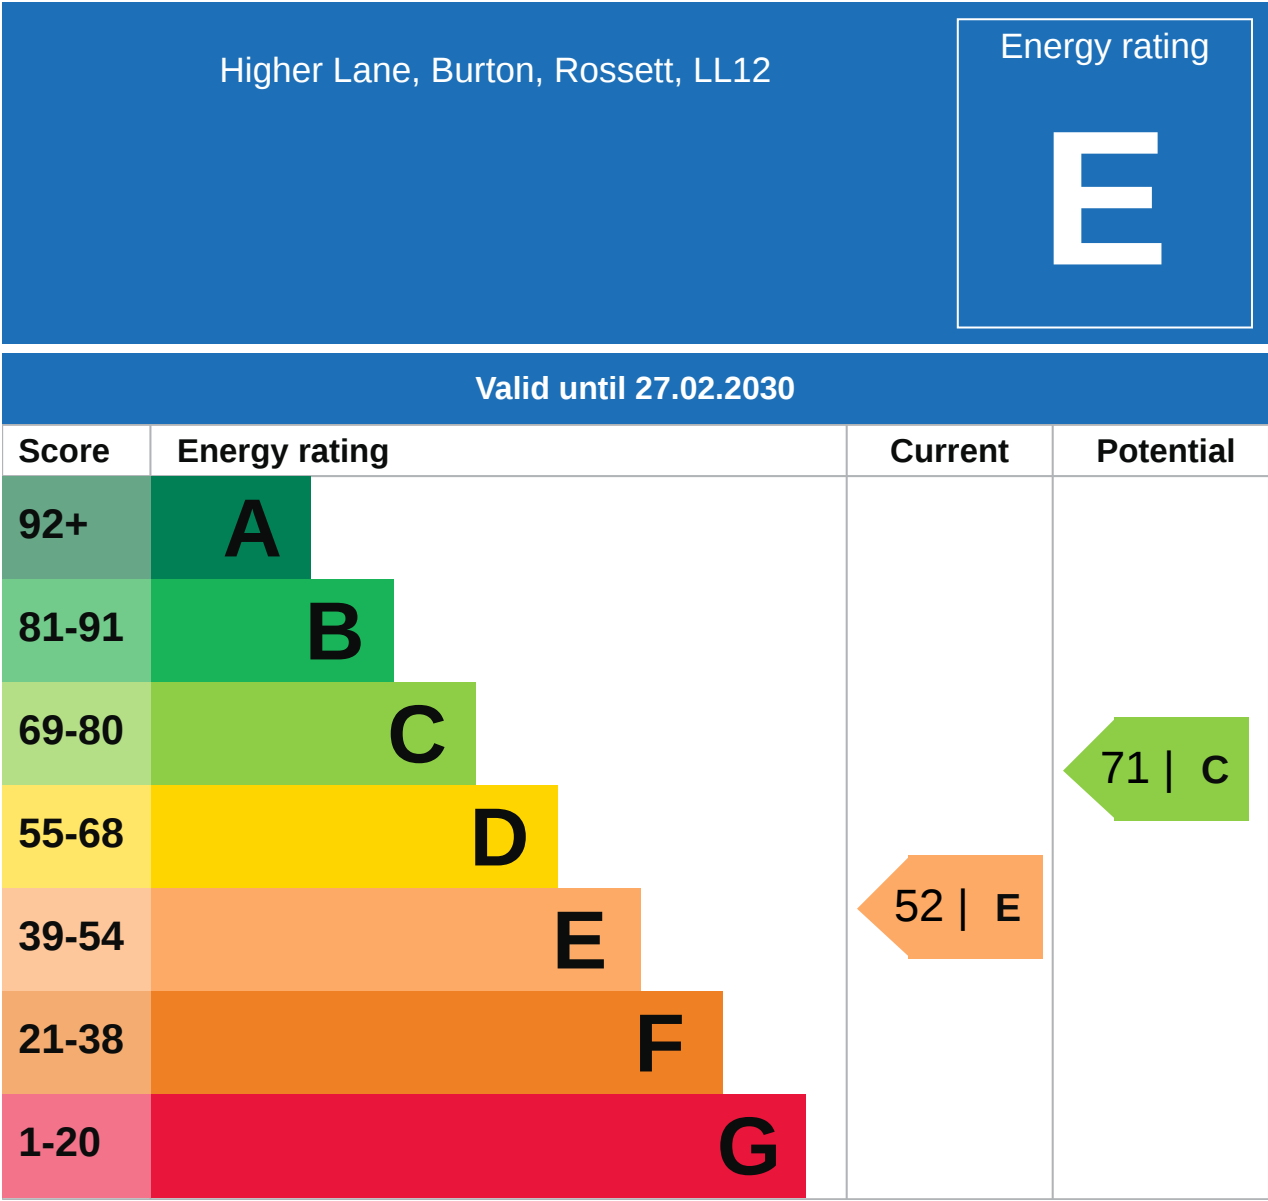 Higher Lane, Burton, Rossett, LL12
Energy rating
E
Valid until 27.02.2030
Score Energy rating Current Potential
92+ A
81-91 B
69-80 C
71 | C
55-68 D
39-54 E
52 | E
21-38 F
1-20 G